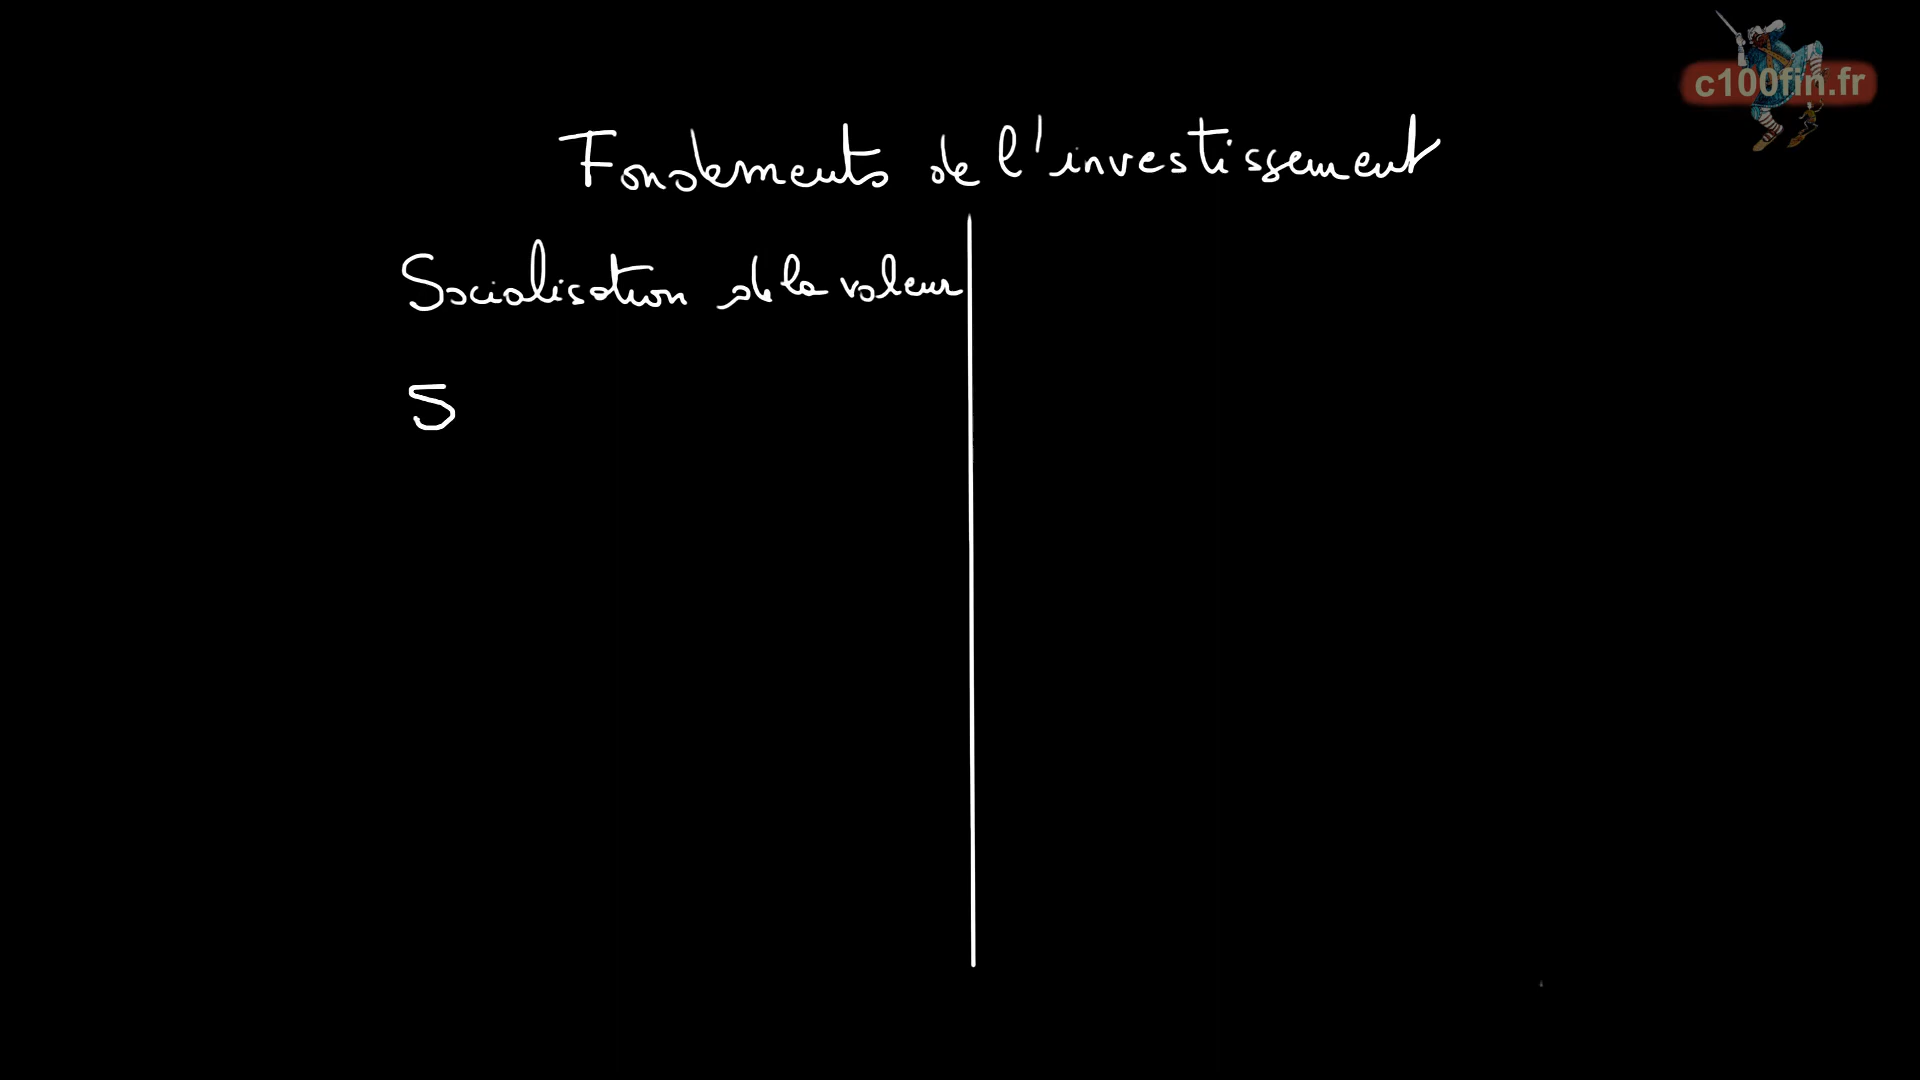 c100fin.fr
Fondements de l'investissement
Socialisation de la valeur
S